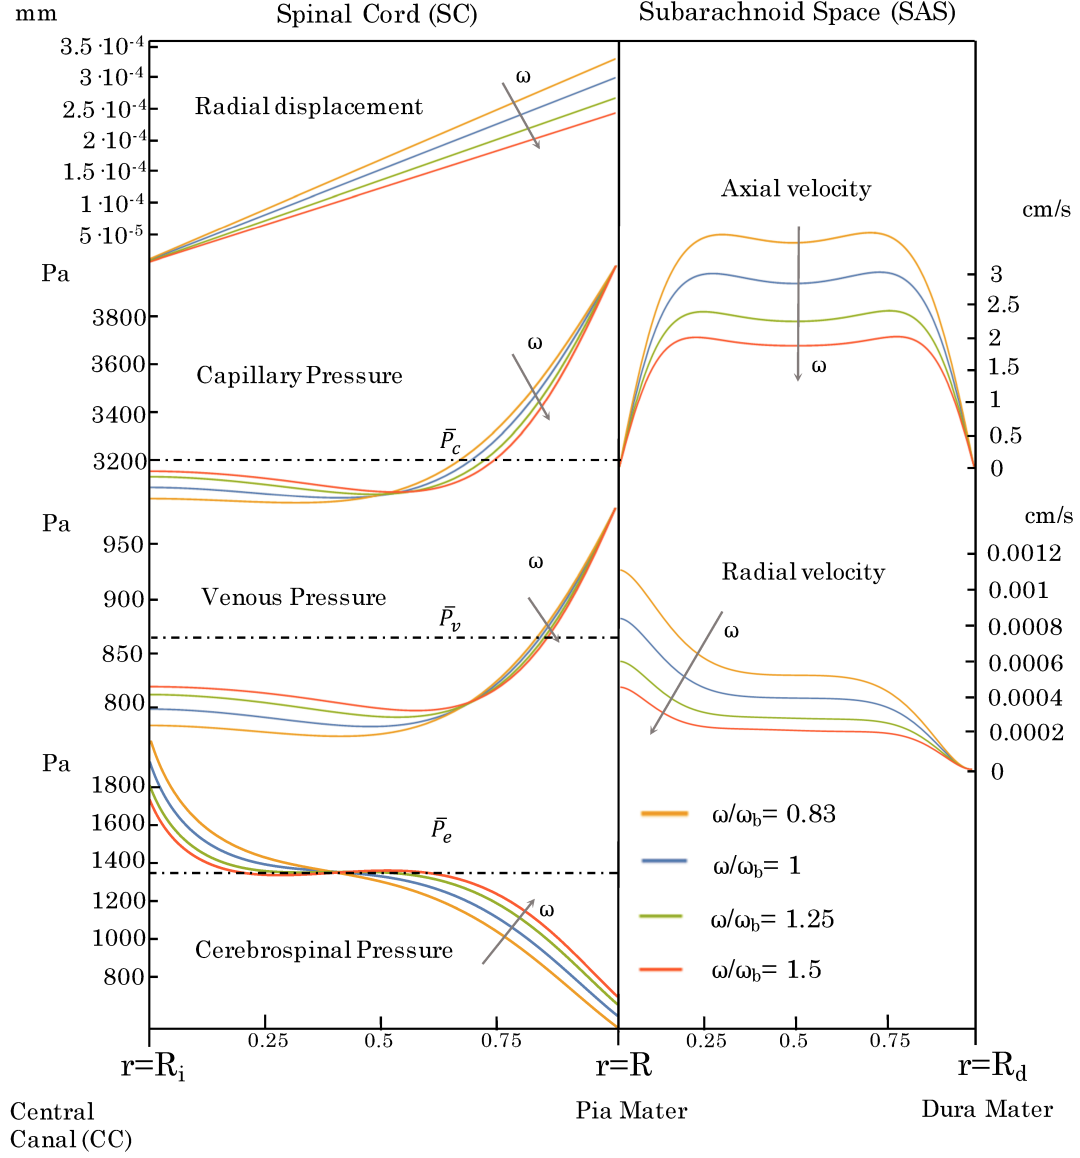 mm
Spinal Cord (SC)
Subarachnoid Space (SAS)
3.5·10⁻⁴
3·10⁻⁴
2.5·10⁻⁴
2·10⁻⁴
1.5·10⁻⁴
1·10⁻⁴
5·10⁻⁵
Radial displacement
ω
Axial velocity
cm/s
ω
3
2.5
2
1.5
1
0.5
0
Pa
3800
3600
3400
3200
Capillary Pressure
ω
P̄c
Pa
950
900
850
800
Venous Pressure
ω
P̄v
cm/s
0.0012
0.001
0.0008
0.0006
0.0004
0.0002
0
Radial velocity
ω
Pa
1800
1600
1400
1200
1000
800
P̄e
ω
Cerebrospinal Pressure
ω/ωb= 0.83
ω/ωb= 1
ω/ωb= 1.25
ω/ωb= 1.5
0.25 0.5 0.75 0.25 0.5 0.75
r=Ri r=R r=Rd
Central
Canal (CC)
Pia Mater
Dura Mater